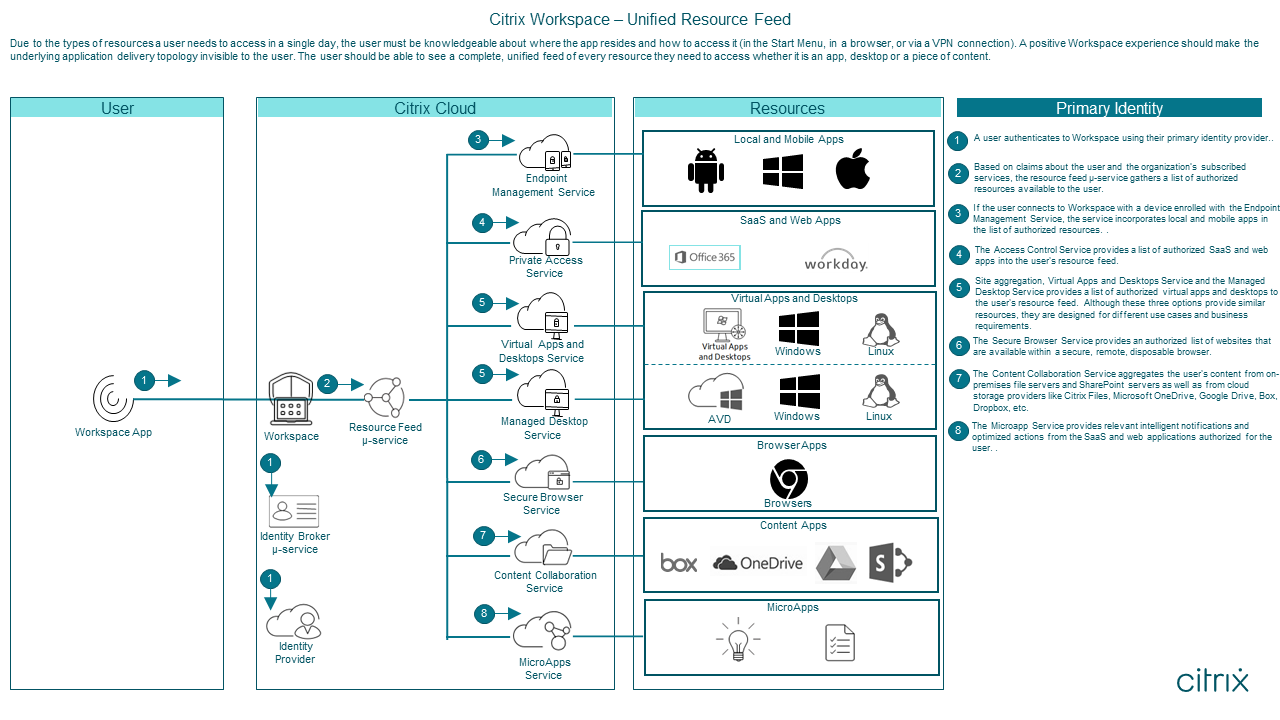 Citrix Workspace – Unified Resource Feed
Due to the types of resources a user needs to access in a single day, the user must be knowledgeable about where the app resides and how to access it (in the Start Menu, in a browser, or via a VPN connection). A positive Workspace experience should make the
underlying application delivery topology invisible to the user. The user should be able to see a complete, unified feed of every resource they need to access whether it is an app, desktop or a piece of content.
User
1
Workspace App
Citrix Cloud
Workspace
2
Resource Feed
µ-service
1
Identity Broker
µ-service
1
Identity
Provider
3
Endpoint
Management Service
4
Private Access
Service
5
Virtual Apps and
Desktops Service
5
Managed Desktop
Service
6
Secure Browser
Service
7
Content Collaboration
Service
8
MicroApps
Service
Resources
Local and Mobile Apps
SaaS and Web Apps
Office 365
workday.
Virtual Apps and Desktops
Virtual Apps
and Desktops
Windows
Linux
AVD
Windows
Linux
Browser Apps
Browsers
Content Apps
box
OneDrive
S
MicroApps
Primary Identity
1
A user authenticates to Workspace using their primary identity provider..
2
Based on claims about the user and the organization's subscribed
services, the resource feed µ-service gathers a list of authorized
resources available to the user.
3
If the user connects to Workspace with a device enrolled with the Endpoint
Management Service, the service incorporates local and mobile apps in
the list of authorized resources. .
4
The Access Control Service provides a list of authorized SaaS and web
apps into the user's resource feed.
5
Site aggregation, Virtual Apps and Desktops Service and the Managed
Desktop Service provides a list of authorized virtual apps and desktops to
the user's resource feed. Although these three options provide similar
resources, they are designed for different use cases and business
requirements.
6
The Secure Browser Service provides an authorized list of websites that
are available within a secure, remote, disposable browser.
7
The Content Collaboration Service aggregates the user's content from on-
premises file servers and SharePoint servers as well as from cloud
storage providers like Citrix Files, Microsoft OneDrive, Google Drive, Box,
Dropbox, etc.
8
The Microapp Service provides relevant intelligent notifications and
optimized actions from the SaaS and web applications authorized for the
user. .
citrix